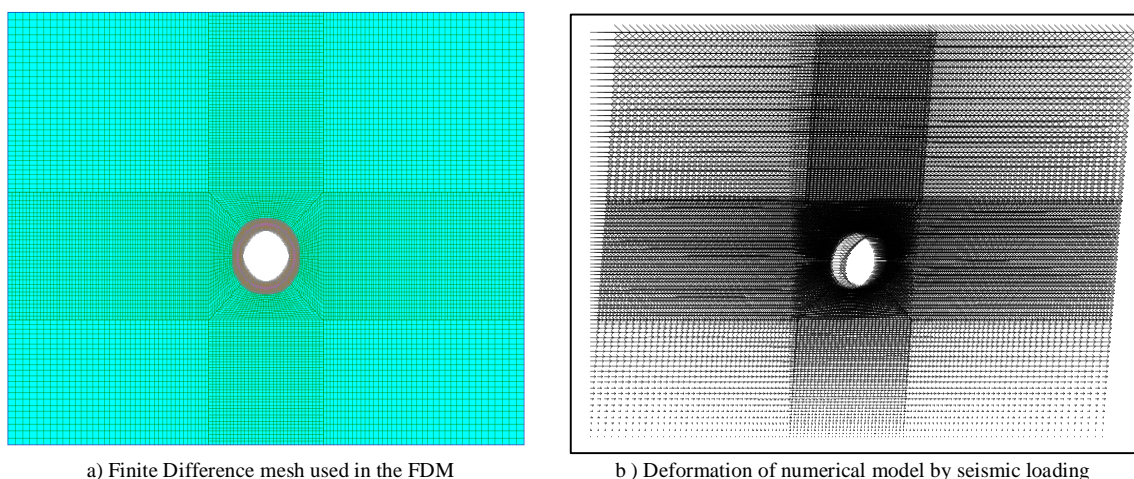 a) Finite Difference mesh used in the FDM
b ) Deformation of numerical model by seismic loading